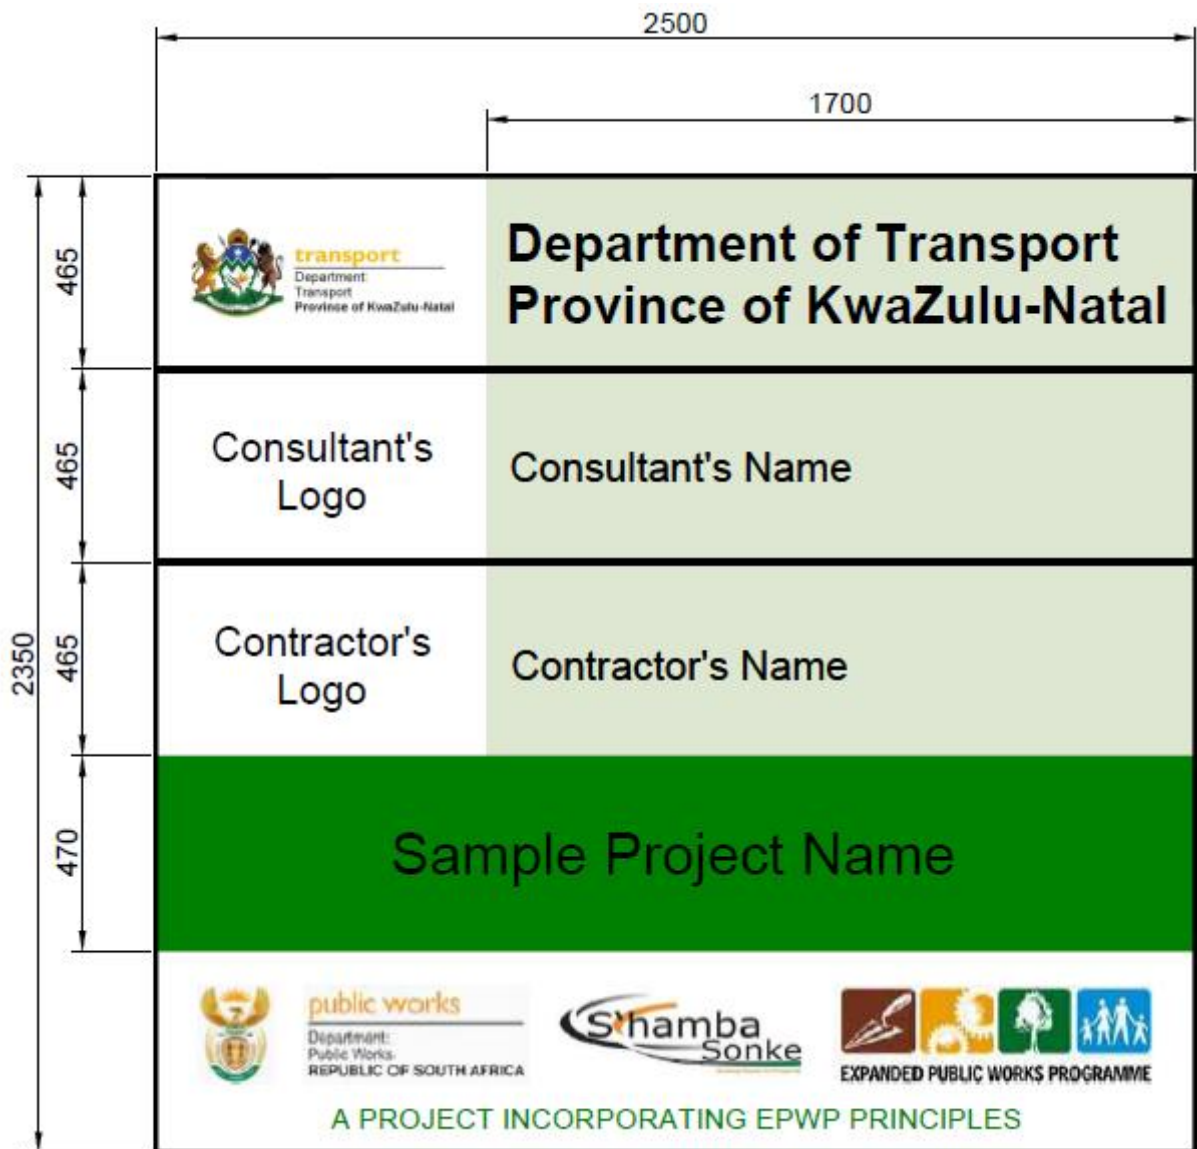 2500
1700
465
transport
Department:
Transport
Province of KwaZulu-Natal
Department of Transport
Province of KwaZulu-Natal
465
Consultant's
Logo
Consultant's Name
2350
465
Contractor's
Logo
Contractor's Name
470
Sample Project Name
public works
Department:
Public Works
REPUBLIC OF SOUTH AFRICA
S'hamba
Sonke
EXPANDED PUBLIC WORKS PROGRAMME
A PROJECT INCORPORATING EPWP PRINCIPLES